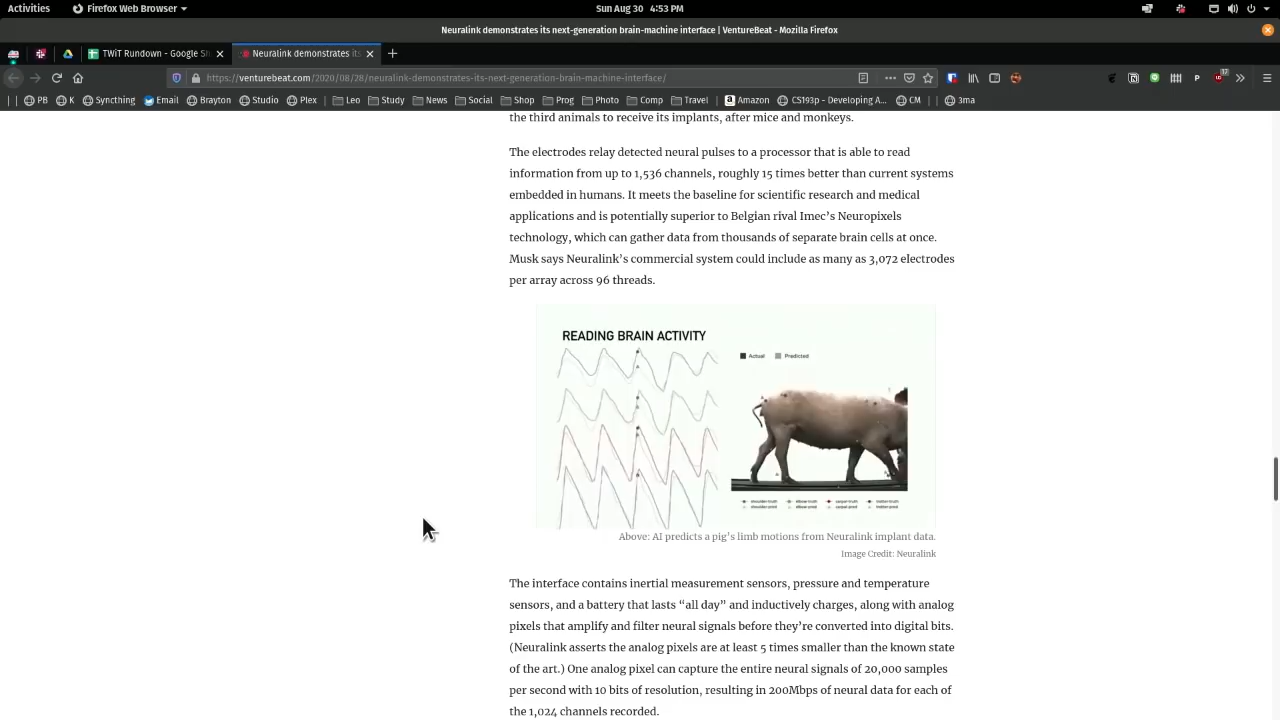 Activities
Firefox Web Browser
Sun Aug 30 4:53 PM
Neuralink demonstrates its next-generation brain-machine interface | VentureBeat - Mozilla Firefox
TWiT Rundown - Google Sh
Neuralink demonstrates its
https://venturebeat.com/2020/08/28/neuralink-demonstrates-its-next-generation-brain-machine-interface/
PB K Syncthing Email Brayton Studio Plex Leo Study News Social Shop Prog Photo Comp Travel Amazon CS193p - Developing A... CM 3ma
the third animals to receive its implants, after mice and monkeys.
The electrodes relay detected neural pulses to a processor that is able to read
information from up to 1,536 channels, roughly 15 times better than current systems
embedded in humans. It meets the baseline for scientific research and medical
applications and is potentially superior to Belgian rival Imec’s Neuropixels
technology, which can gather data from thousands of separate brain cells at once.
Musk says Neuralink’s commercial system could include as many as 3,072 electrodes
per array across 96 threads.
READING BRAIN ACTIVITY
Actual Predicted
Above: AI predicts a pig’s limb motions from Neuralink implant data.
Image Credit: Neuralink
The interface contains inertial measurement sensors, pressure and temperature
sensors, and a battery that lasts “all day” and inductively charges, along with analog
pixels that amplify and filter neural signals before they’re converted into digital bits.
(Neuralink asserts the analog pixels are at least 5 times smaller than the known state
of the art.) One analog pixel can capture the entire neural signals of 20,000 samples
per second with 10 bits of resolution, resulting in 200Mbps of neural data for each of
the 1,024 channels recorded.